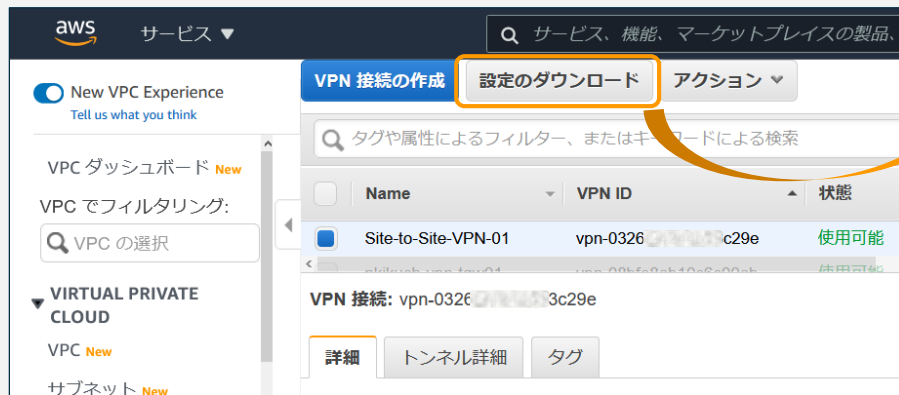 aws サービス サービス、機能、マーケットプレイスの製品、
New VPC Experience
Tell us what you think
VPN 接続の作成 設定のダウンロード アクション
タグや属性によるフィルター、またはキーワードによる検索
VPC ダッシュボード New
VPC でフィルタリング:
VPC の選択
VIRTUAL PRIVATE
CLOUD
VPC New
サブネット New
Name VPN ID 状態
Site-to-Site-VPN-01 vpn-0326 c29e 使用可能
VPN 接続: vpn-0326 3c29e
詳細 トンネル詳細 タグ